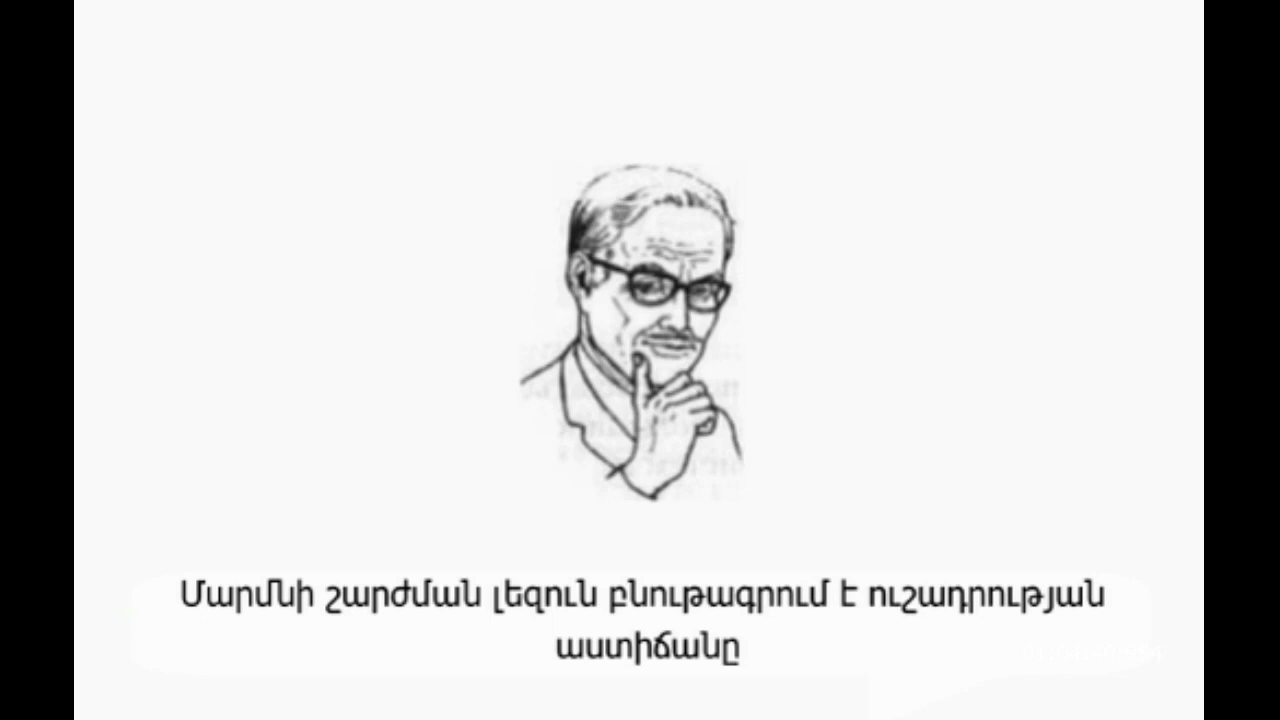 Մարմնի շարժման լեզուն բնութագրում է ուշադրության
աստիճանը